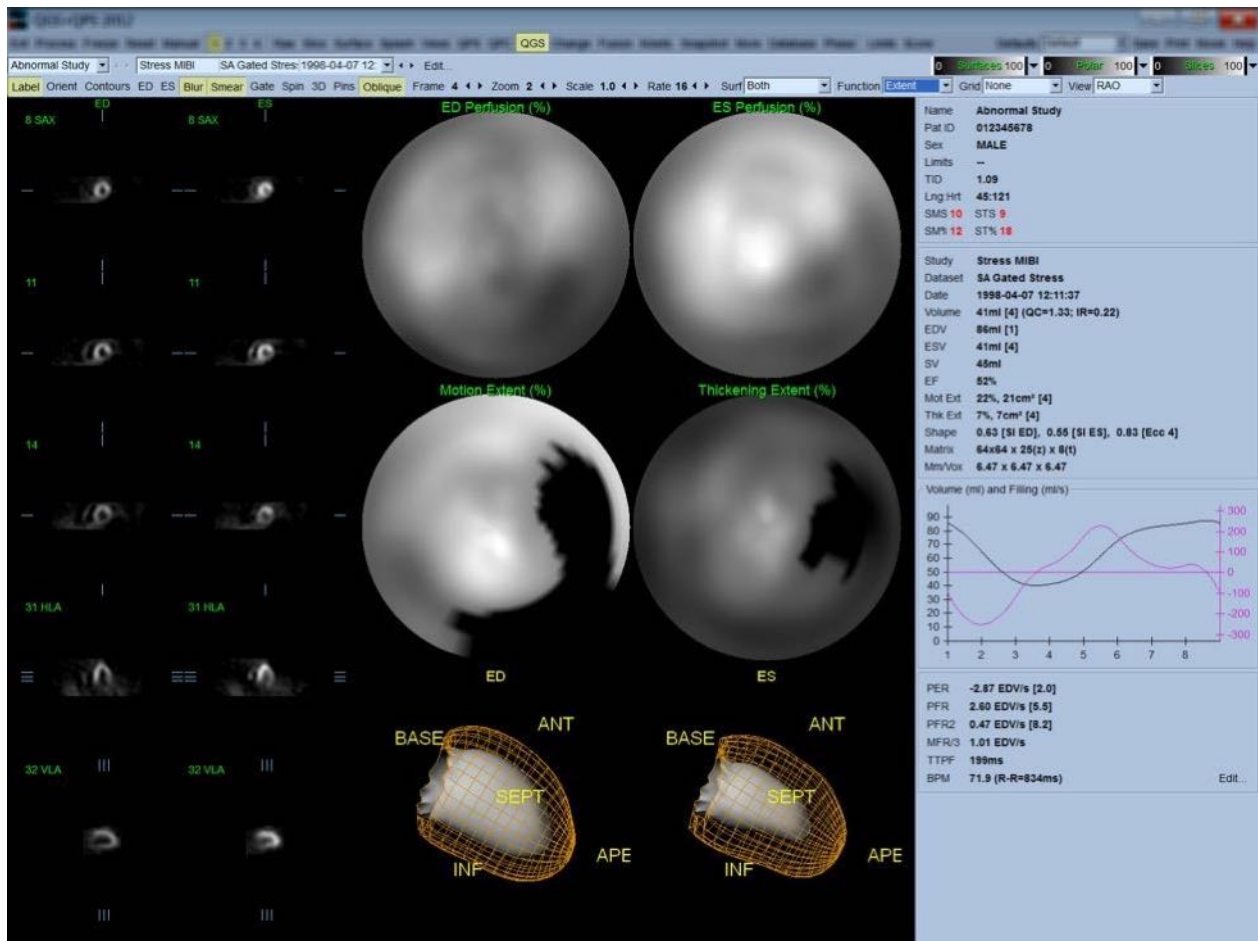 QGS+QPS 2012
QGS
Abnormal Study Stress MIBI SA Gated Stres: 1998-04-07 12: Edit... 0 Surfaces 100 0 Polar 100 0 Slices 100
Label Orient Contours ED ES Blur Smear Gate Spin 3D Pins Oblique Frame 4 Zoom 2 Scale 1.0 Rate 16 Surf Both Function Extent Grid None View RAO
ED ES
8 SAX 8 SAX
11 11
14 14
31 HLA 31 HLA
32 VLA 32 VLA
ED Perfusion (%) ES Perfusion (%)
Motion Extent (%) Thickening Extent (%)
ED ES
ANT ANT
BASE BASE
SEPT SEPT
APE APE
INF INF
Name Abnormal Study
Pat ID 012345678
Sex MALE
Limits --
TID 1.09
Lng:Hrt 45:121
SMS 10 STS 9
SM% 12 ST% 18
Study Stress MIBI
Dataset SA Gated Stress
Date 1998-04-07 12:11:37
Volume 41ml [4] (QC=1.33; IR=0.22)
EDV 86ml [1]
ESV 41ml [4]
SV 45ml
EF 52%
Mot Ext 22%, 21cm² [4]
Thk Ext 7%, 7cm² [4]
Shape 0.63 [SI ED], 0.55 [SI ES], 0.83 [Ecc 4]
Matrix 64x64 x 25(z) x 8(t)
Mm/Vox 6.47 x 6.47 x 6.47
Volume (ml) and Filling (ml/s)
90 300
80 200
70 100
60 0
50 -100
40 -200
30 -300
20
10
0
1 2 3 4 5 6 7 8
PER -2.87 EDV/s [2.0]
PFR 2.60 EDV/s [5.5]
PFR2 0.47 EDV/s [8.2]
MFR/3 1.01 EDV/s
TTPF 199ms
BPM 71.9 (R-R=834ms) Edit...